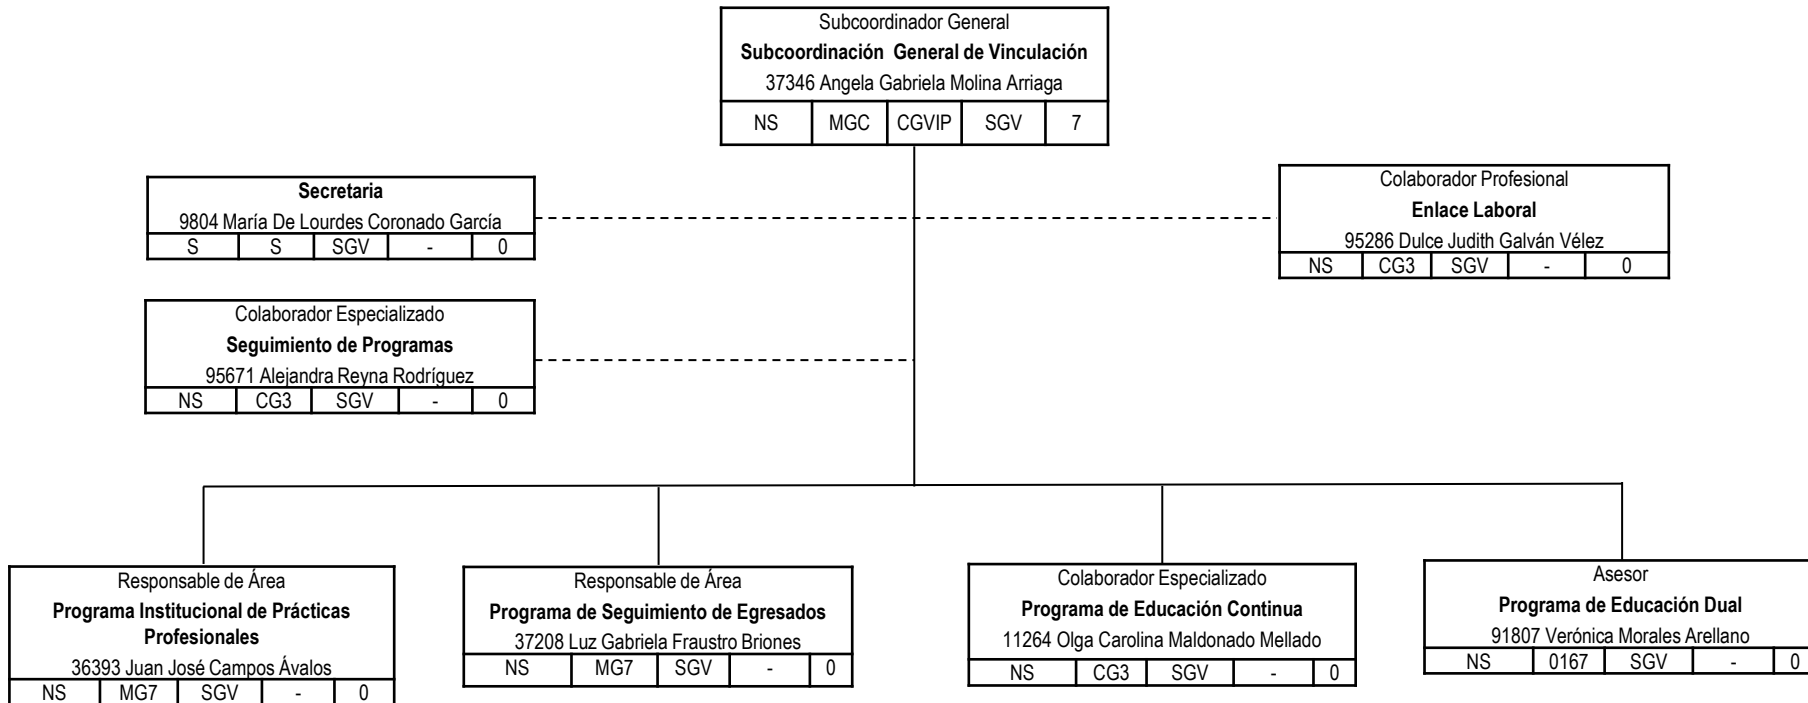 Subcoordinador General
Subcoordinación General de Vinculación
37346 Angela Gabriela Molina Arriaga
NS MGC CGVIP SGV 7
Secretaria
9804 María De Lourdes Coronado García
S S SGV - 0
Colaborador Profesional
Enlace Laboral
95286 Dulce Judith Galván Vélez
NS CG3 SGV - 0
Colaborador Especializado
Seguimiento de Programas
95671 Alejandra Reyna Rodríguez
NS CG3 SGV - 0
Responsable de Área
Programa Institucional de Prácticas
Profesionales
36393 Juan José Campos Ávalos
NS MG7 SGV - 0
Responsable de Área
Programa de Seguimiento de Egresados
37208 Luz Gabriela Fraustro Briones
NS MG7 SGV - 0
Colaborador Especializado
Programa de Educación Continua
11264 Olga Carolina Maldonado Mellado
NS CG3 SGV - 0
Asesor
Programa de Educación Dual
91807 Verónica Morales Arellano
NS 0167 SGV - 0